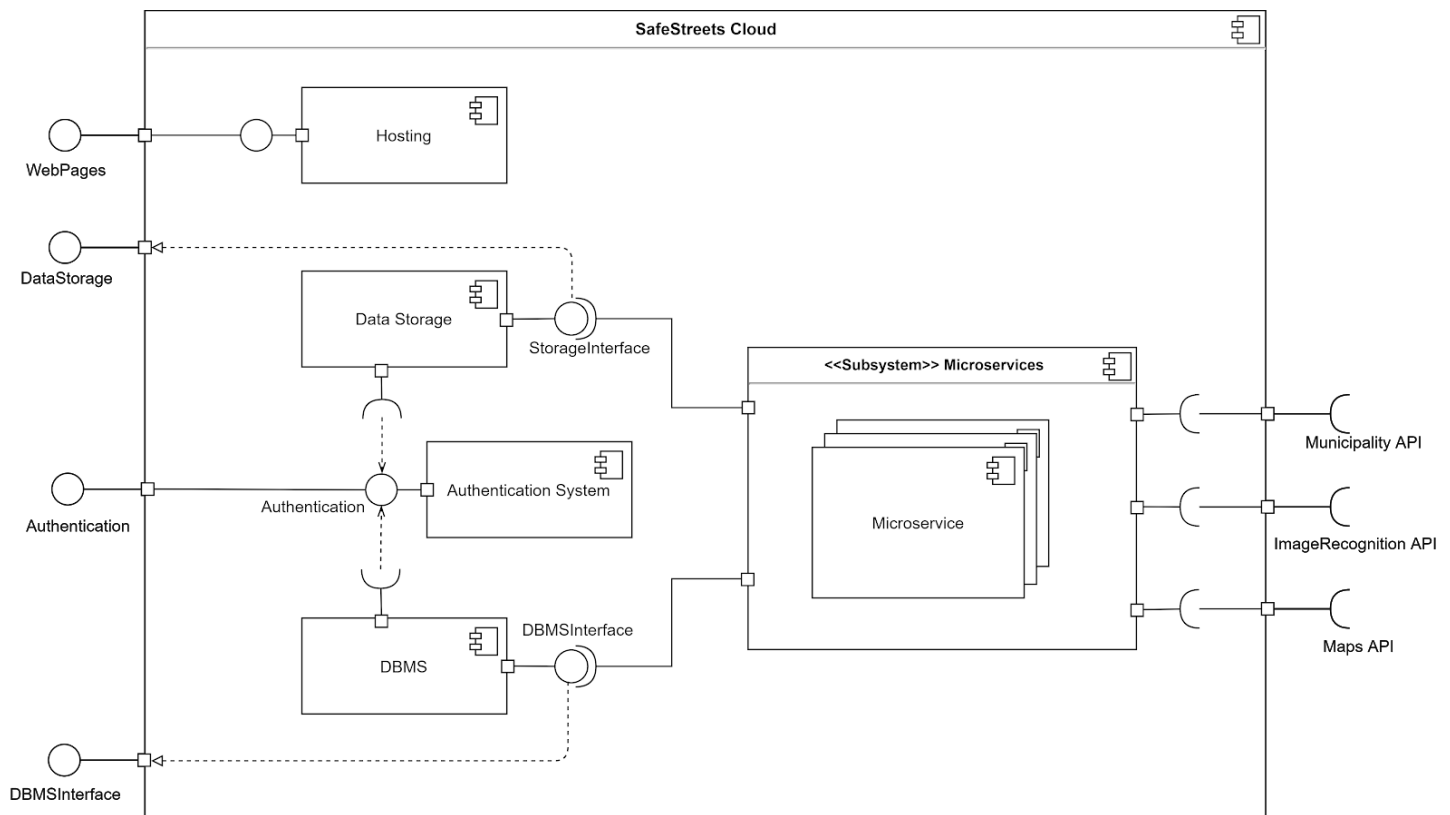 SafeStreets Cloud
Hosting
WebPages
DataStorage
Data Storage
StorageInterface
<<Subsystem>> Microservices
Municipality API
Authentication System
Authentication
Authentication
Microservice
ImageRecognition API
DBMSInterface
Maps API
DBMS
DBMSInterface